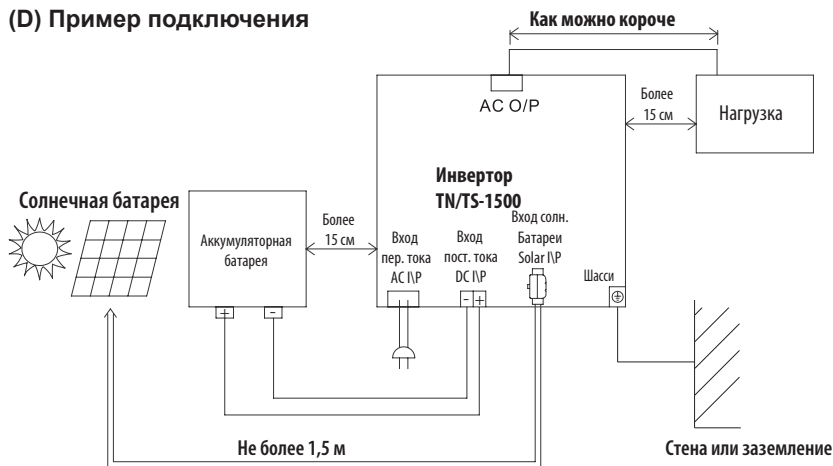 (D) Пример подключения
Как можно короче
AC O/P
Более
15 см
Нагрузка
Инвертор
TN/TS-1500
Солнечная батарея
Аккумуляторная
батарея
Более
15 см
Вход
пер. тока
AC I\P
Вход
пост. тока
DC I\P
Вход солн.
Батареи
Solar I\P
Шасси
+ -
- +
Не более 1,5 м
Стена или заземление